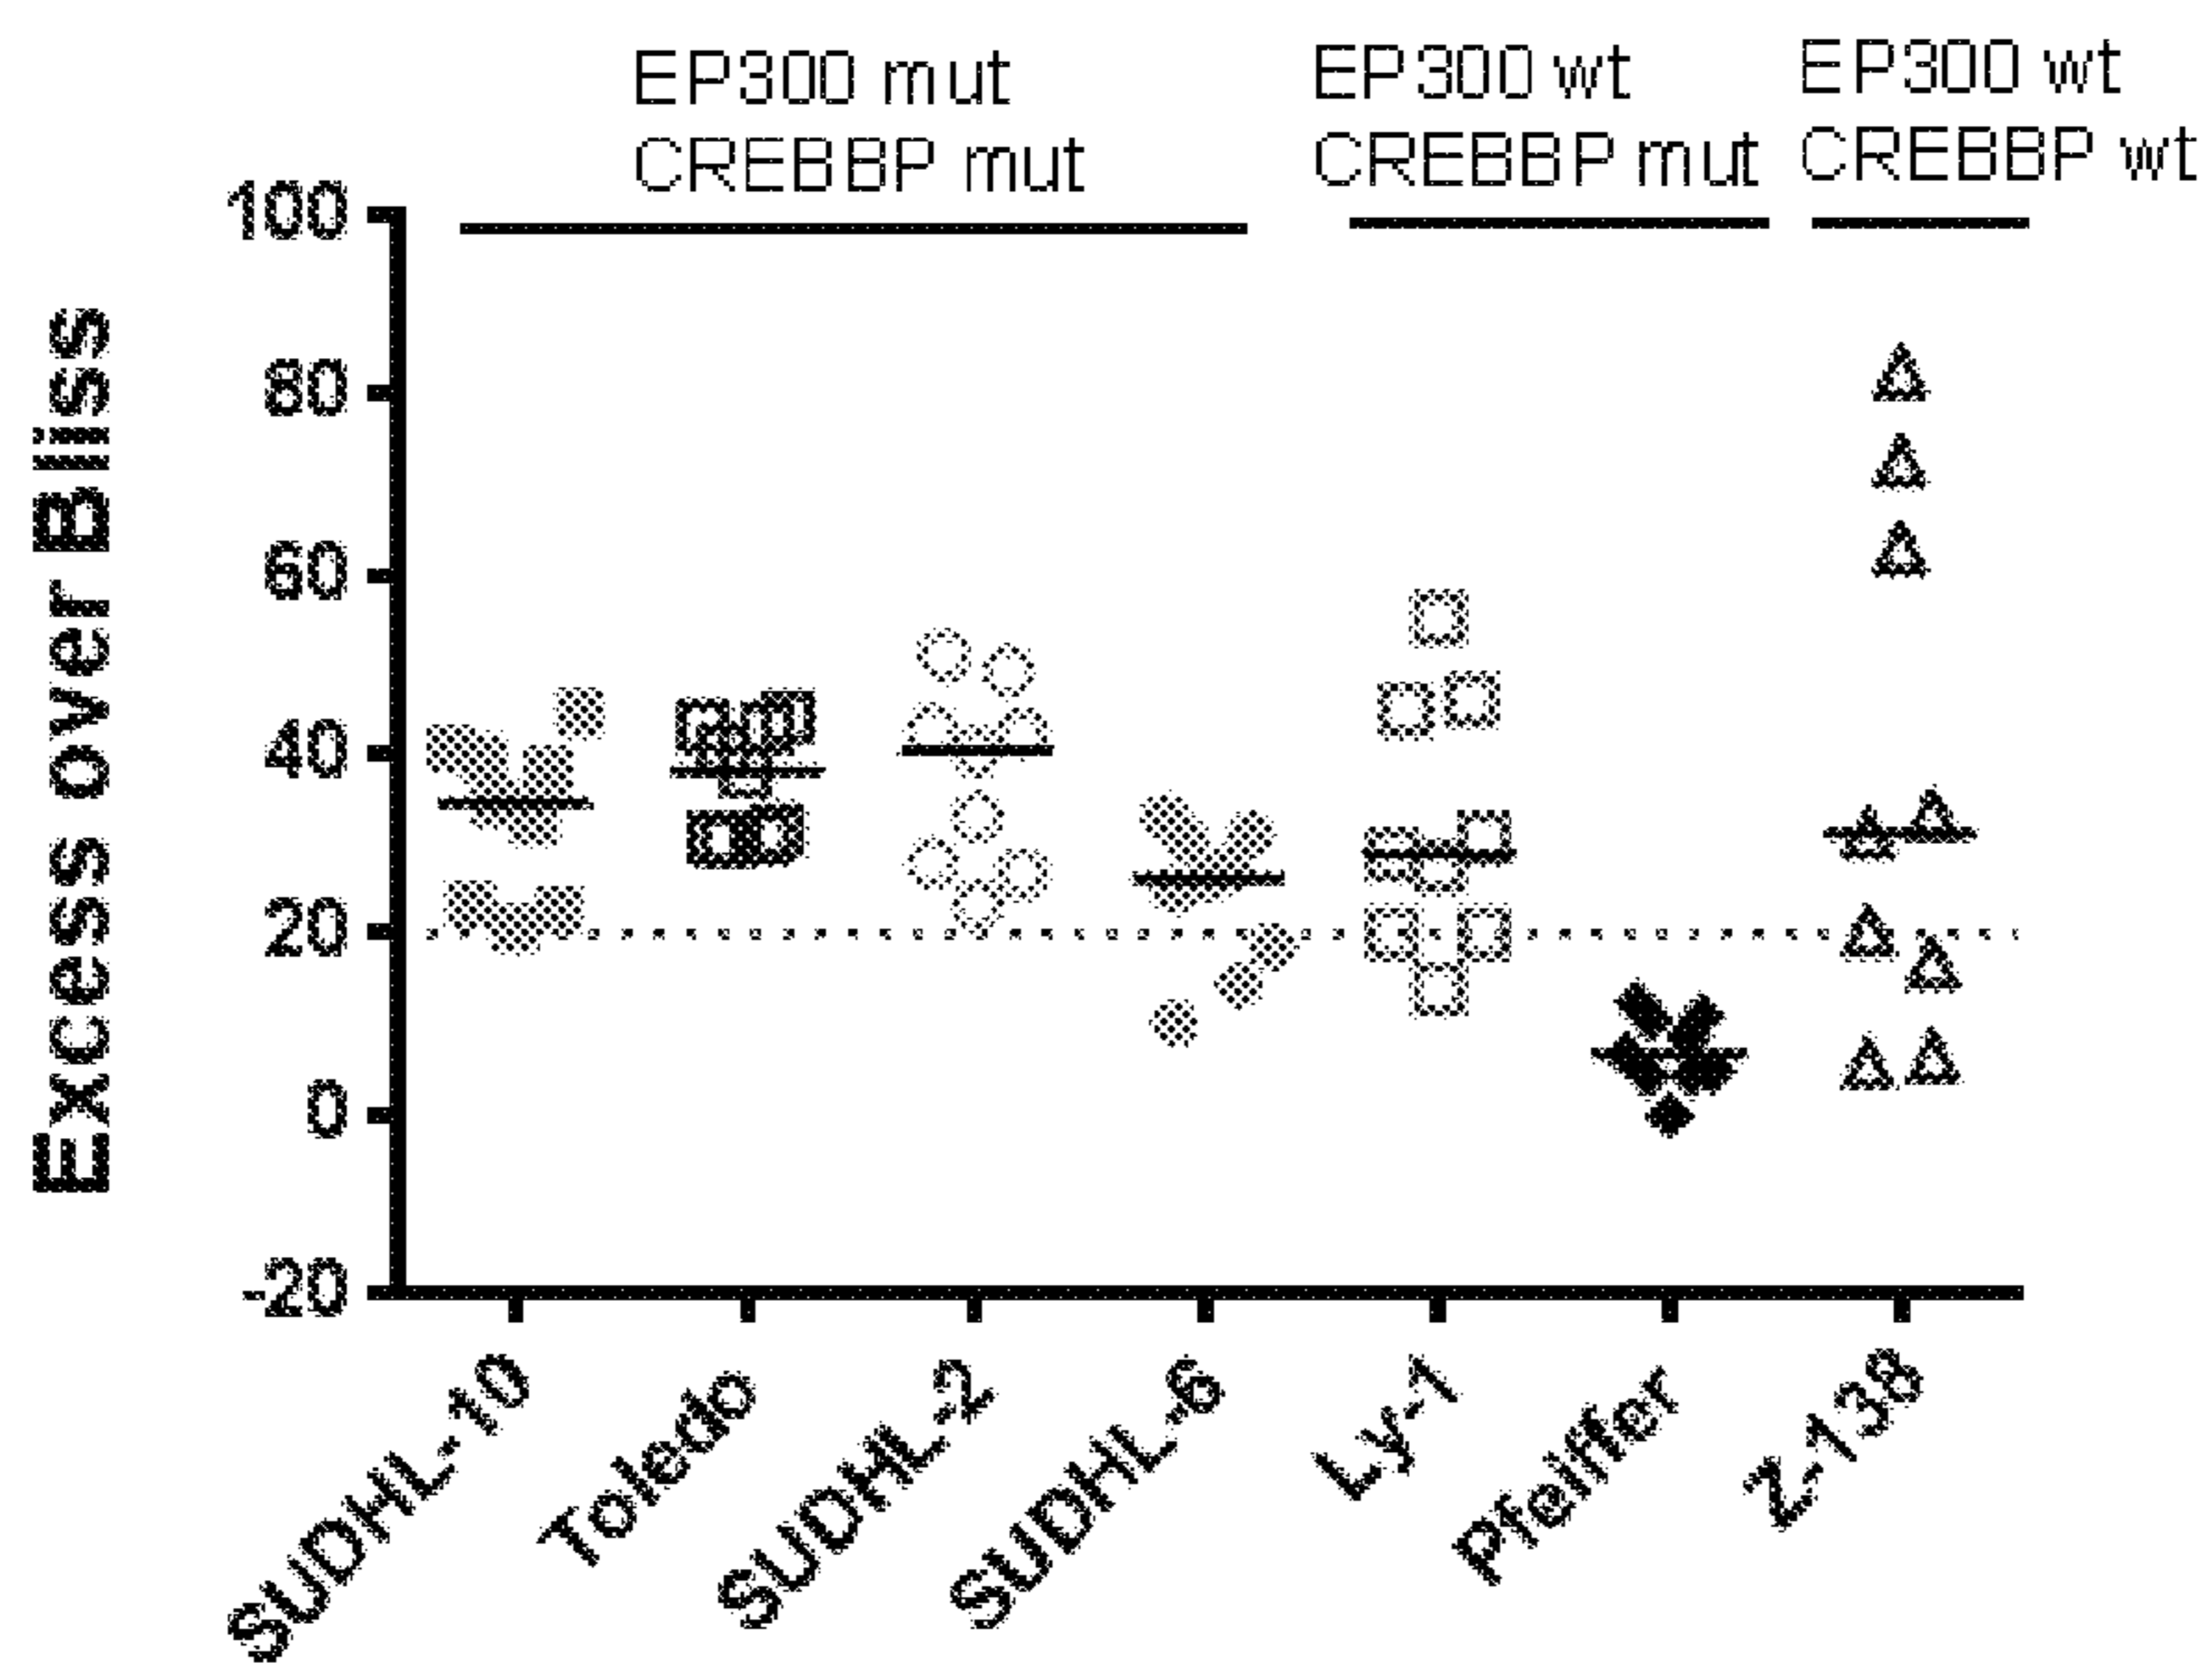 EP300 mut
CREBBP mut
EP300 wt
CREBBP mut
EP300 wt
CREBBP wt
Excess over Bliss
100
80
60
40
20
0
-20
SUDHL-10
Toledo
SUDHL-2
SUDHL-6
Ly-1
Pfeiffer
Z-138